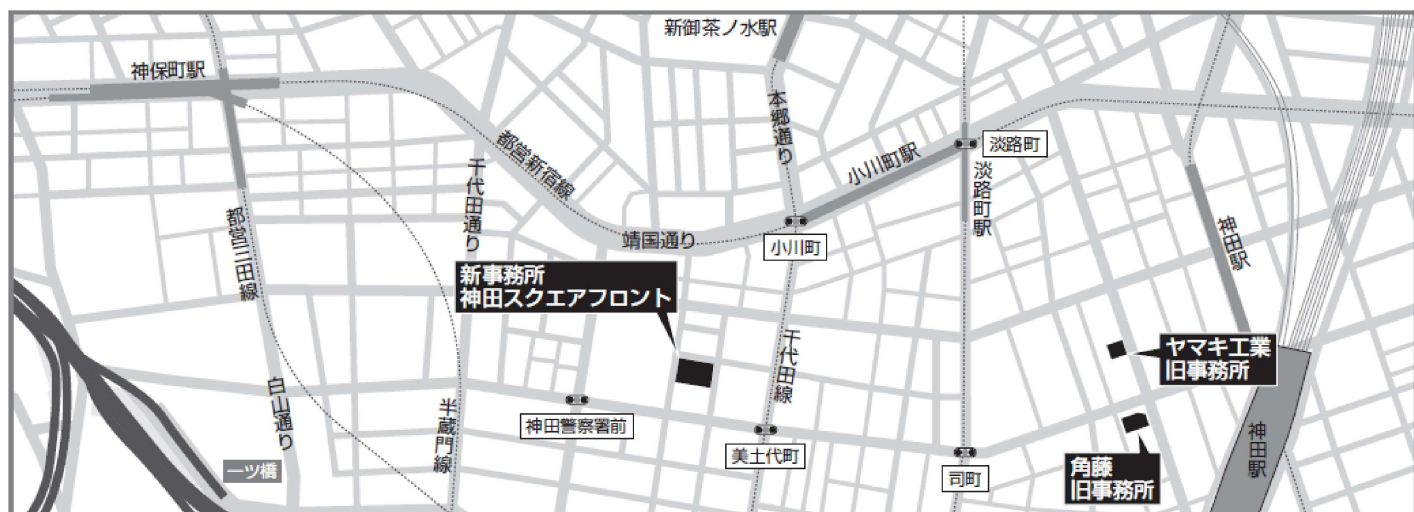 新御茶ノ水駅
神保町駅
本郷通り
淡路町
小川町駅
都営新宿線
千代田通り
淡路町駅
都営三田線
神田駅
靖国通り
小川町
新事務所
神田スクエアフロント
千代田線
ヤマキ工業
旧事務所
白山通り
半蔵門線
神田警察署前
美土代町
神田駅
一ツ橋
角藤
旧事務所
司町